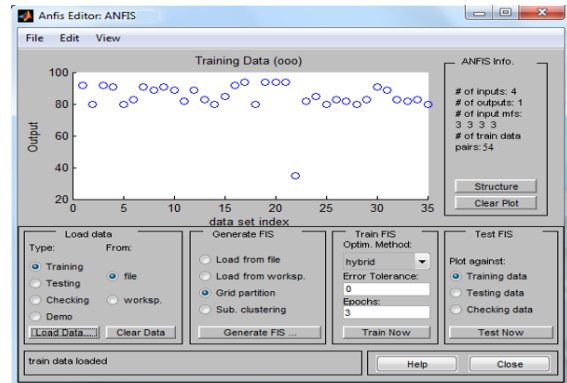 Anfis Editor: ANFIS
File Edit View
Training Data (ooo)
100
80
60
40
20
Output
0 5 10 15 20 25 30 35
data set index
ANFIS Info.
# of inputs: 4
# of outputs: 1
# of input mfs:
3 3 3 3
# of train data
pairs: 54
Structure
Clear Plot
Load data
Type: From:
Training
Testing
Checking
Demo
file
worksp.
Load Data... Clear Data
Generate FIS
Load from file
Load from worksp.
Grid partition
Sub. clustering
Generate FIS ...
Train FIS
Optim. Method:
hybrid
Error Tolerance:
0
Epochs:
3
Train Now
Test FIS
Plot against:
Training data
Testing data
Checking data
Test Now
train data loaded
Help Close